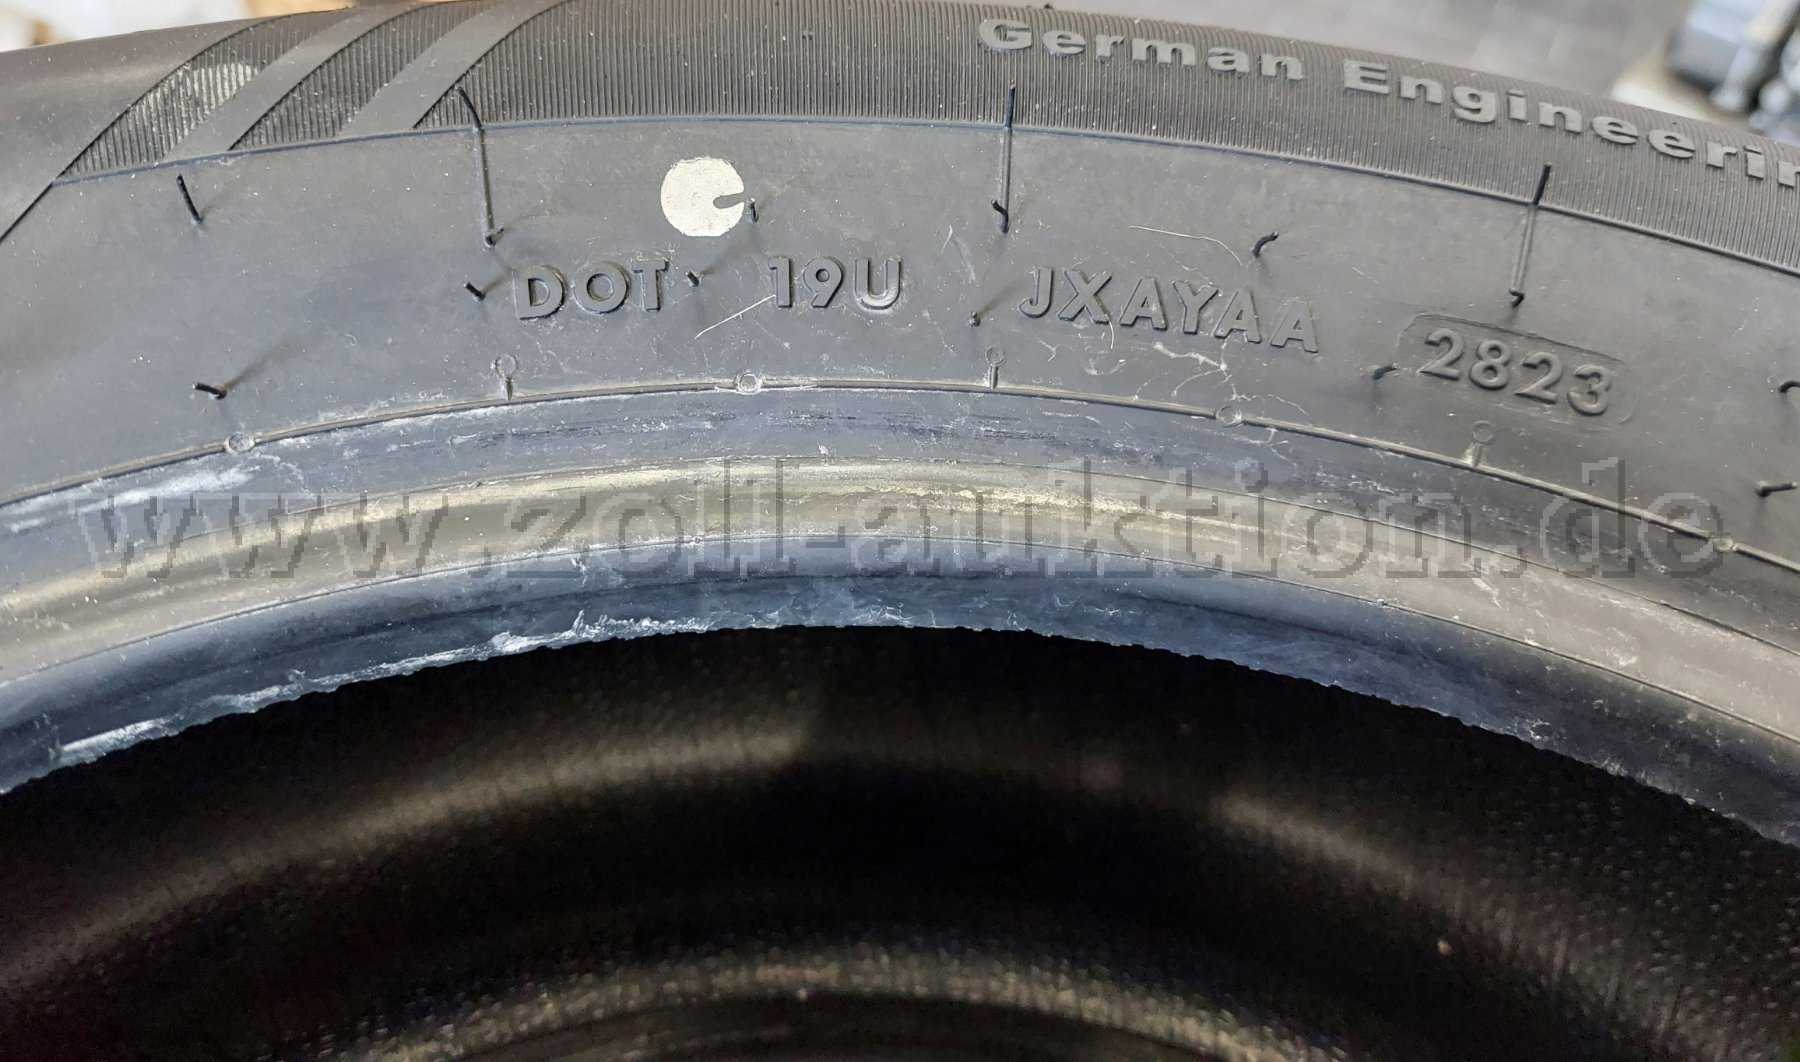 German Engineerin
DOT 19U JXAYAA 2823
www.zoll-auktion.de